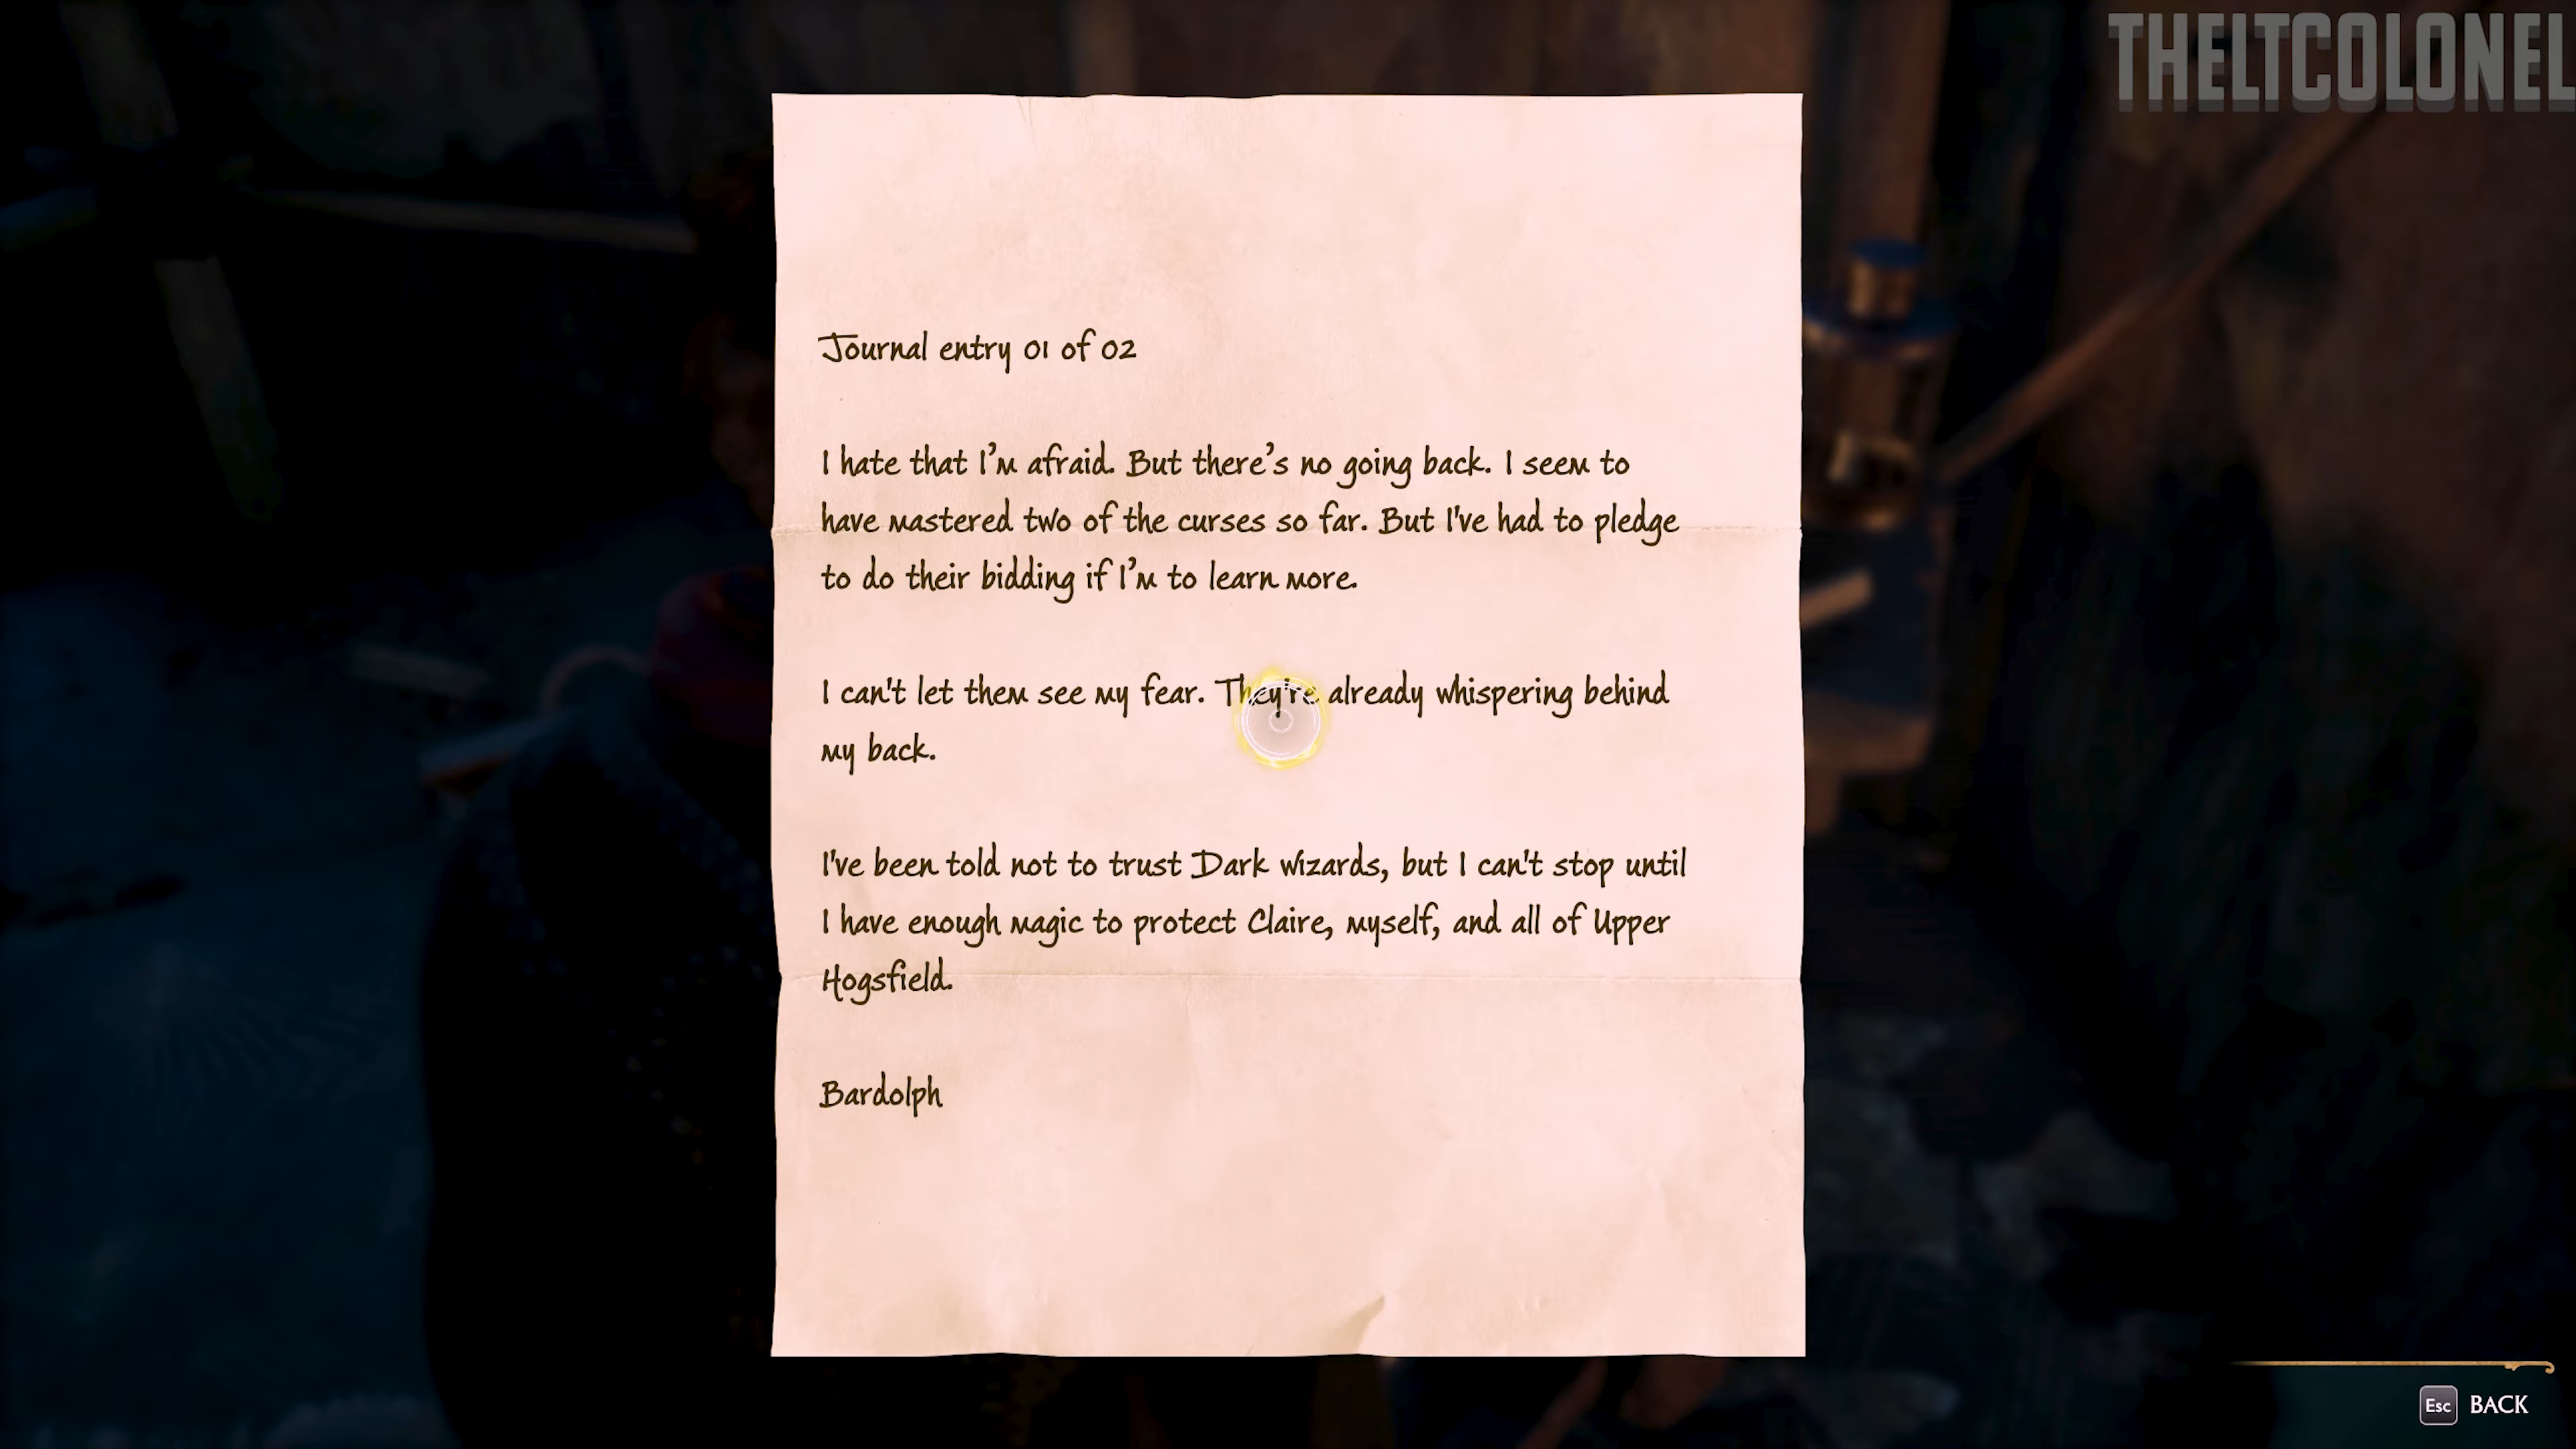 THELTCOLONEL
Journal entry 01 of 02
I hate that I’m afraid. But there’s no going back. I seem to
have mastered two of the curses so far. But I've had to pledge
to do their bidding if I’m to learn more.
I can't let them see my fear. They're already whispering behind
my back.
I've been told not to trust Dark wizards, but I can't stop until
I have enough magic to protect Claire, myself, and all of Upper
Hogsfield.
Bardolph
Esc BACK